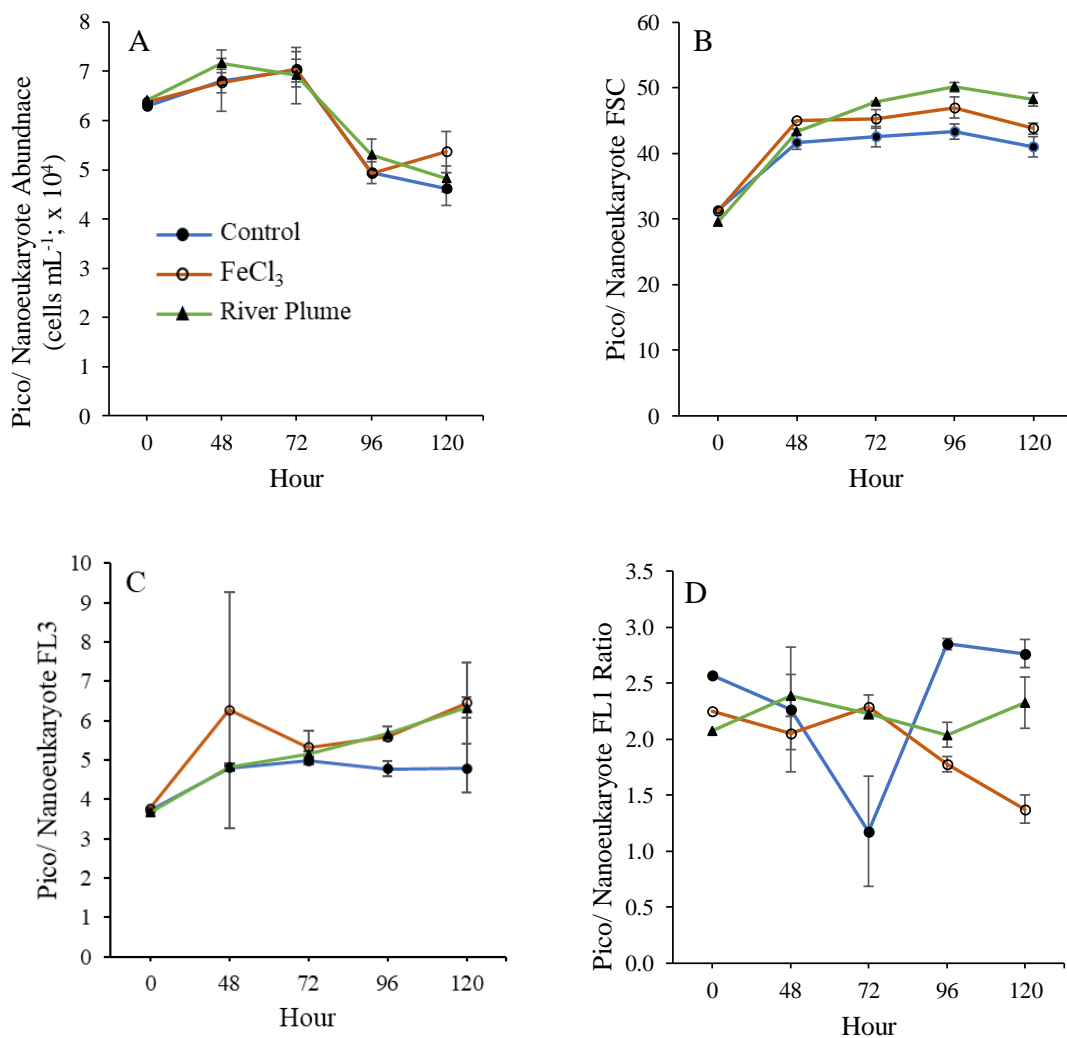 A
Pico/ Nanoeukaryote Abundnace
(cells mL⁻¹; x 10⁴)
8
7
6
5
4
3
2
1
0
Control
FeCl₃
River Plume
0 48 72 96 120
Hour
B
Pico/ Nanoeukaryote FSC
60
50
40
30
20
10
0
0 48 72 96 120
Hour
C
Pico/ Nanoeukaryote FL3
10
9
8
7
6
5
4
3
2
1
0
0 48 72 96 120
Hour
D
Pico/ Nanoeukaryote FL1 Ratio
3.5
3.0
2.5
2.0
1.5
1.0
0.5
0.0
0 48 72 96 120
Hour